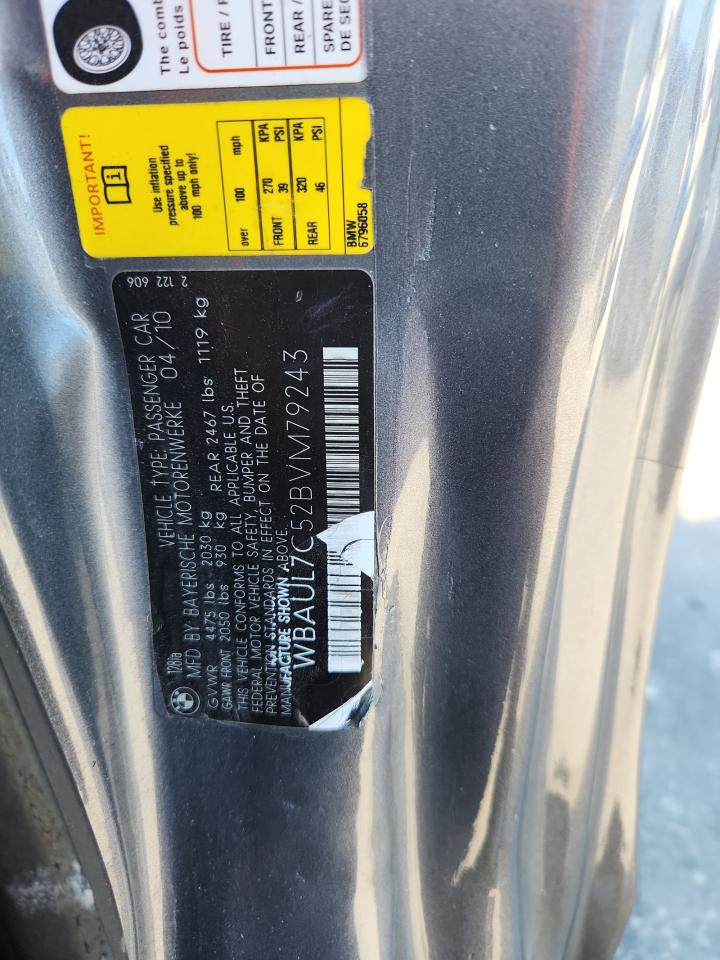 The comb
Le poids
TIRE / P
FRONT
REAR /
SPARE
DE SEC
IMPORTANT!
i
Use inflation
pressure specified
above up to
100 mph only!
over 100 mph
FRONT 270 KPA
39 PSI
REAR 320 KPA
46 PSI
BMW
6796058
2 122 606
128ia VEHICLE TYPE: PASSENGER CAR
MFD BY BAYERISCHE MOTORENWERKE 04/10
GVWR 4475 lbs 2030 kg REAR 2467 lbs 1119 kg
GAWR FRONT 2050 lbs 930 kg
THIS VEHICLE CONFORMS TO ALL APPLICABLE U.S.
FEDERAL MOTOR VEHICLE SAFETY, BUMPER AND THEFT
PREVENTION STANDARDS IN EFFECT ON THE DATE OF
MANUFACTURE SHOWN ABOVE.
WBAUL7C52BVM79243